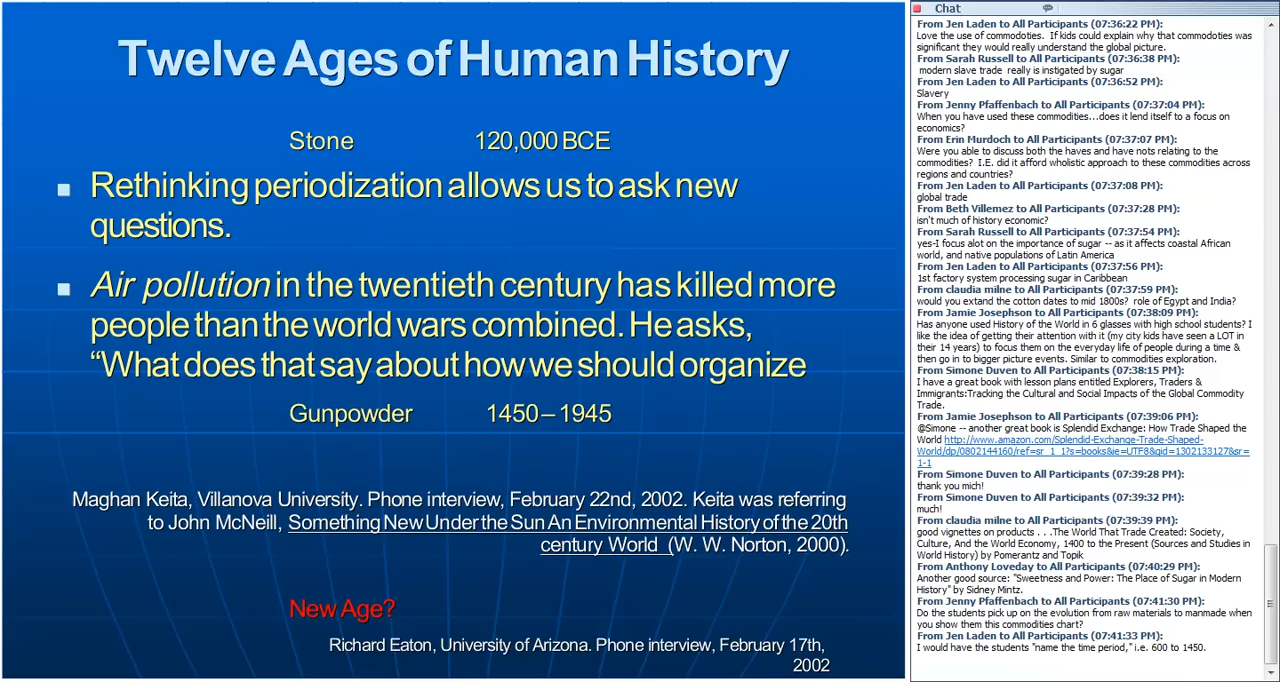 Twelve Ages of Human History
Stone 120,000 BCE
Rethinking periodization allows us to ask new
questions.
Air pollution in the twentieth century has killed more
people than the world wars combined. He asks,
“What does that say about how we should organize
Gunpowder 1450 – 1945
Maghan Keita, Villanova University. Phone interview, February 22nd, 2002. Keita was referring
to John McNeill, Something New Under the Sun An Environmental History of the 20th
century World (W. W. Norton, 2000).
New Age?
Richard Eaton, University of Arizona. Phone interview, February 17th,
2002
Chat
From Jen Laden to All Participants (07:36:22 PM):
Love the use of commodoties. If kids could explain why that commodoties was
significant they would really understand the global picture.
From Sarah Russell to All Participants (07:36:38 PM):
modern slave trade really is instigated by sugar
From Jen Laden to All Participants (07:36:52 PM):
Slavery
From Jenny Pfaffenbach to All Participants (07:37:04 PM):
When you have used these commodities...does it lend itself to a focus on
economics?
From Erin Murdoch to All Participants (07:37:07 PM):
Were you able to discuss both the haves and have nots relating to the
commodities? I.E. did it afford wholistic approach to these commodities across
regions and countries?
From Jen Laden to All Participants (07:37:08 PM):
global trade
From Beth Villemez to All Participants (07:37:28 PM):
isn't much of history economic?
From Sarah Russell to All Participants (07:37:54 PM):
yes-I focus alot on the importance of sugar -- as it affects coastal African
world, and native populations of Latin America
From Jen Laden to All Participants (07:37:56 PM):
1st factory system processing sugar in Caribbean
From claudia milne to All Participants (07:37:59 PM):
would you extand the cotton dates to mid 1800s? role of Egypt and India?
From Jamie Josephson to All Participants (07:38:09 PM):
Has anyone used History of the World in 6 glasses with high school students? I
like the idea of getting their attention with it (my city kids have seen a LOT in
their 14 years) to focus them on the everyday life of people during a time &
then go in to bigger picture events. Similar to commodities exploration.
From Simone Duven to All Participants (07:38:15 PM):
I have a great book with lesson plans entitled Explorers, Traders &
Immigrants:Tracking the Cultural and Social Impacts of the Global Commodity
Trade.
From Jamie Josephson to All Participants (07:39:06 PM):
@Simone -- another great book is Splendid Exchange: How Trade Shaped the
World http://www.amazon.com/Splendid-Exchange-Trade-Shaped-
World/dp/0802144160/ref=sr_1_1?s=books&ie=UTF8&qid=1302133127&sr=
1-1
From Simone Duven to All Participants (07:39:28 PM):
thank you mich!
From Simone Duven to All Participants (07:39:32 PM):
much!
From claudia milne to All Participants (07:39:39 PM):
good vignettes on products . . .The World That Trade Created: Society,
Culture, And the World Economy, 1400 to the Present (Sources and Studies in
World History) by Pomerantz and Topik
From Anthony Loveday to All Participants (07:40:29 PM):
Another good source: "Sweetness and Power: The Place of Sugar in Modern
History" by Sidney Mintz.
From Jenny Pfaffenbach to All Participants (07:41:30 PM):
Do the students pick up on the evolution from raw materials to manmade when
you show them this commodities chart?
From Jen Laden to All Participants (07:41:33 PM):
I would have the students "name the time period," i.e. 600 to 1450.